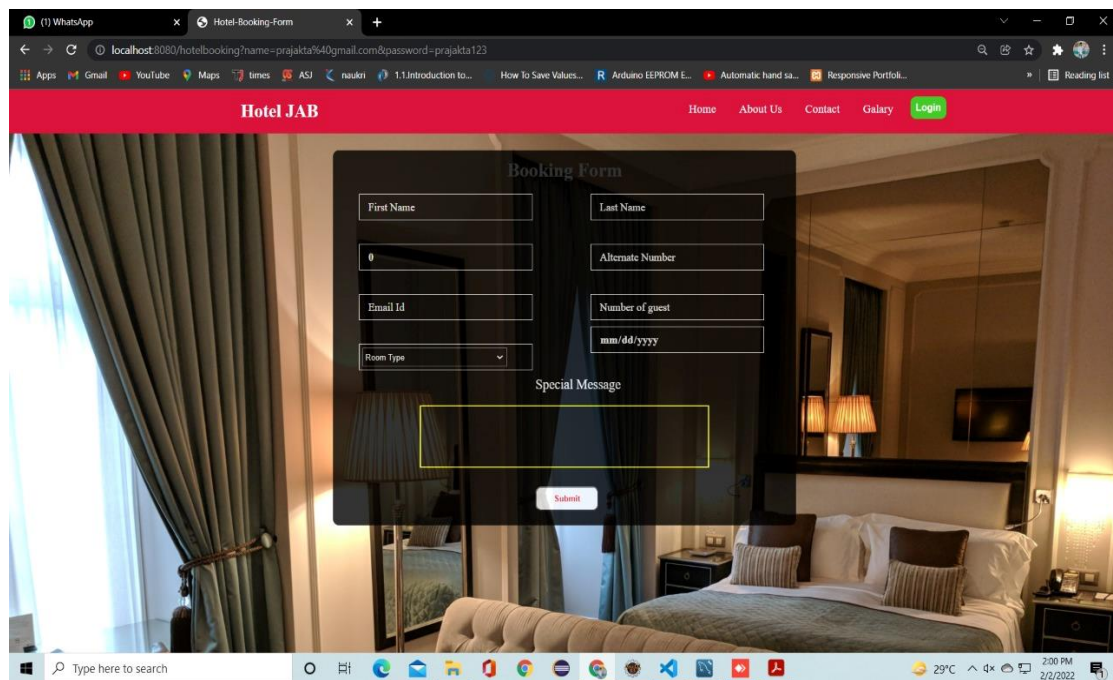 (1) WhatsApp
Hotel-Booking-Form
localhost:8080/hotelbooking?name=prajakta%40gmail.com&password=prajakta123
Apps Gmail YouTube Maps times ASJ naukri 1.1.Introduction to... How To Save Values... Arduino EEPROM E... Automatic hand sa... Responsive Portfoli... » Reading list
Hotel JAB Home About Us Contact Galary Login
Booking Form
First Name Last Name
0 Alternate Number
Email Id Number of guest
mm/dd/yyyy
Room Type
Special Message
Submit
Type here to search
29°C
2:00 PM
2/2/2022